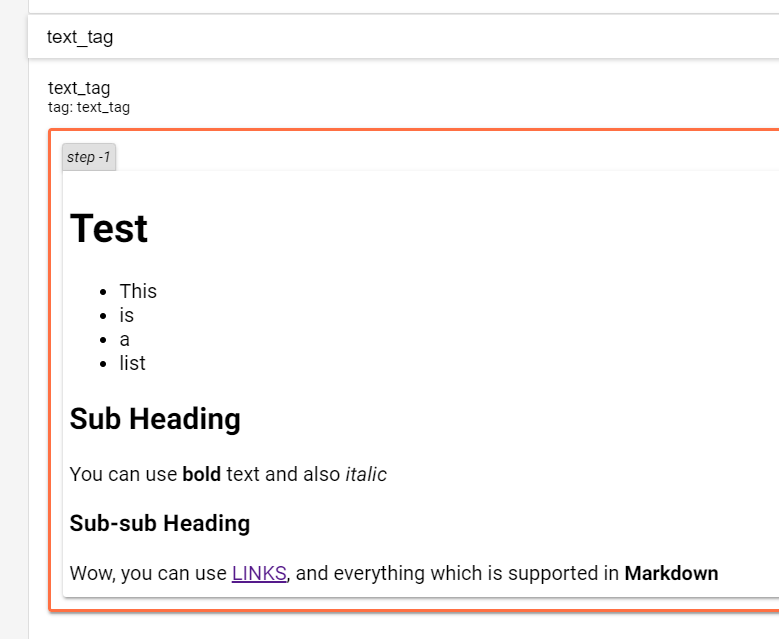 text_tag
text_tag
tag: text_tag
step -1
Test
This
is
a
list
Sub Heading
You can use bold text and also italic
Sub-sub Heading
Wow, you can use LINKS, and everything which is supported in Markdown